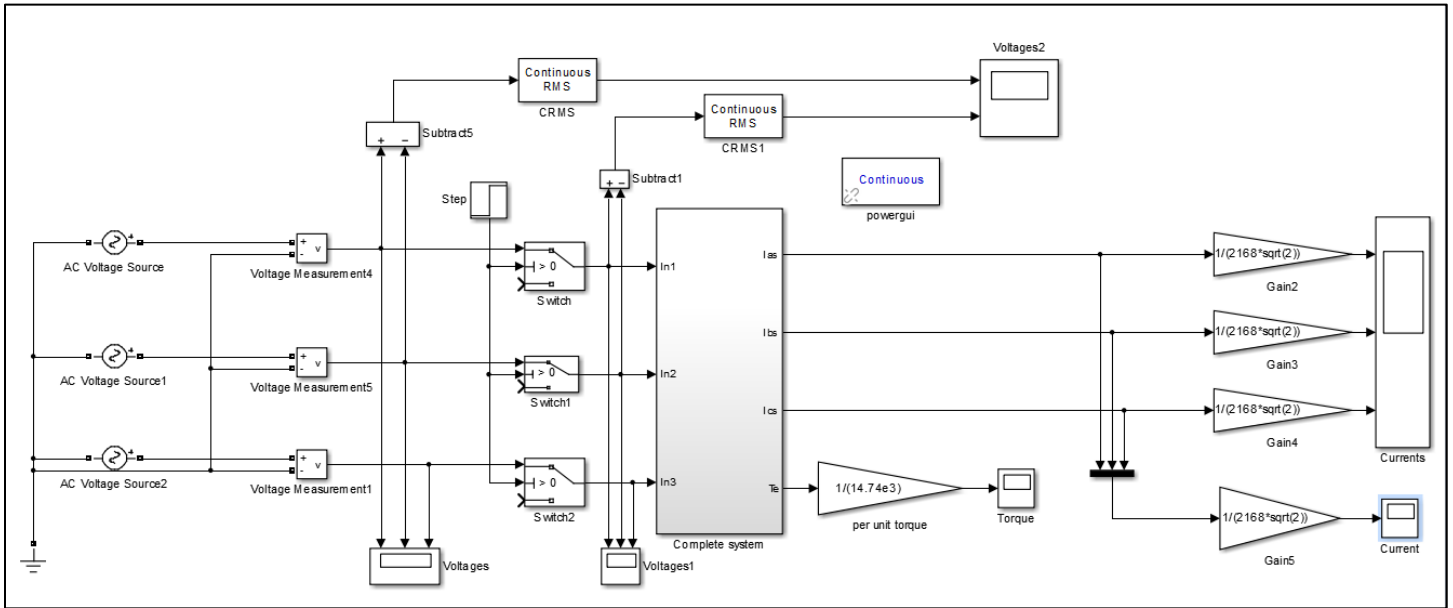 Voltages2
Continuous
RMS
CRMS
Continuous
RMS
CRMS1
+ −
Subtract5
+ −
Subtract1
Continuous
powergui
Step
AC Voltage Source
+
+
-
v
Voltage Measurement4
> 0
Switch
In1
Ias
1/(2168*sqrt(2))
Gain2
AC Voltage Source1
+
+
-
v
Voltage Measurement5
> 0
Switch1
In2
Ibs
1/(2168*sqrt(2))
Gain3
AC Voltage Source2
+
+
-
v
Voltage Measurement1
> 0
Switch2
In3
Ics
1/(2168*sqrt(2))
Gain4
Currents
Te
1/(14.74e3)
per unit torque
Torque
Complete system
1/(2168*sqrt(2))
Gain5
Current
Voltages
Voltages1